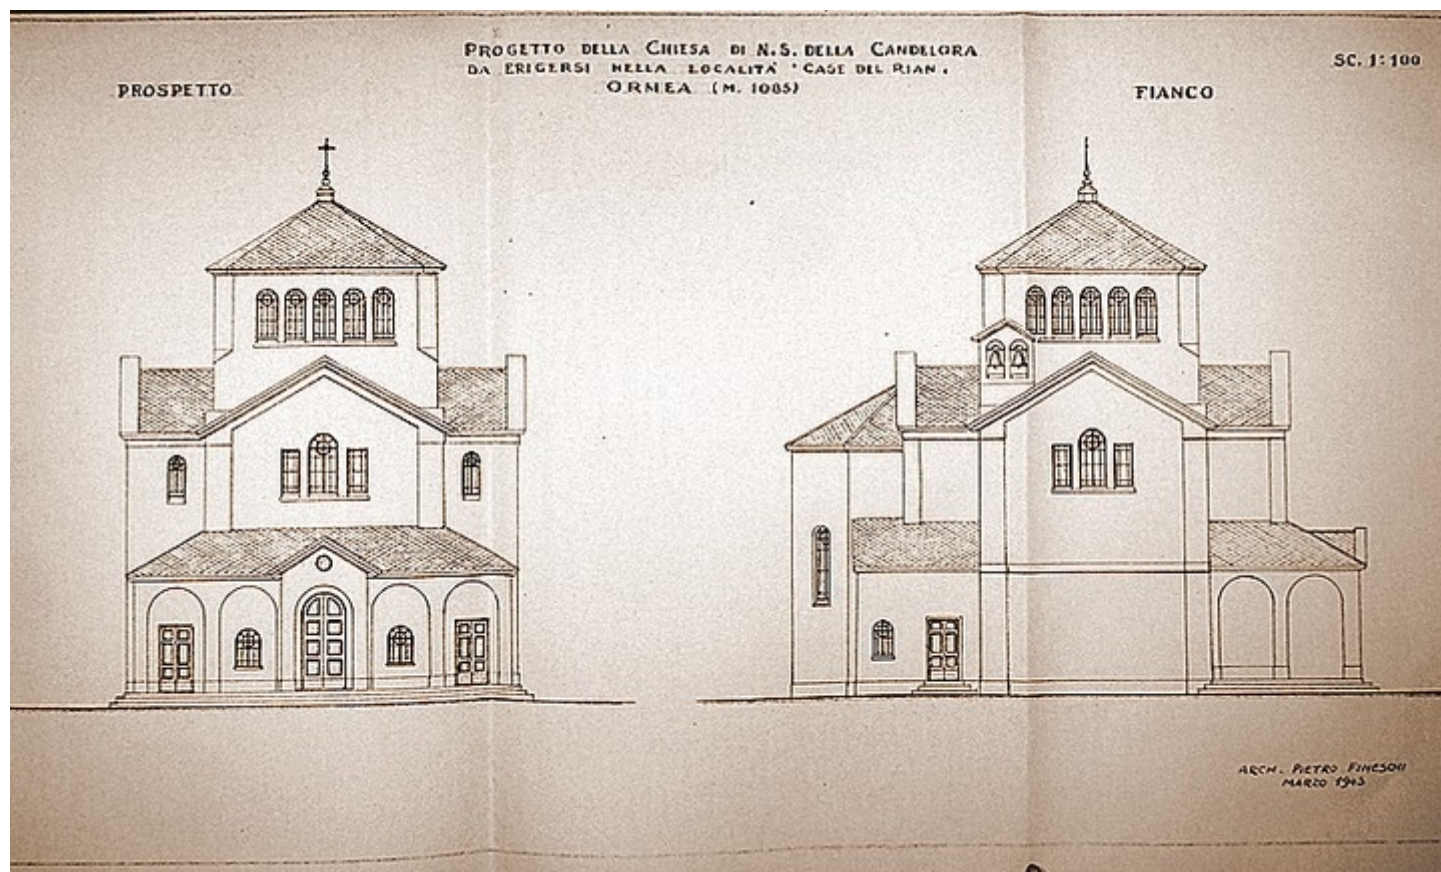 PROGETTO DELLA CHIESA DI N.S. DELLA CANDELORA
DA ERIGERSI NELLA LOCALITÀ "CASE DEL RIAN.
ORMEA (M. 1085)
SC. 1:100
PROSPETTO
FIANCO
ARCH. PIETRO FINESCHI
MARZO 1943